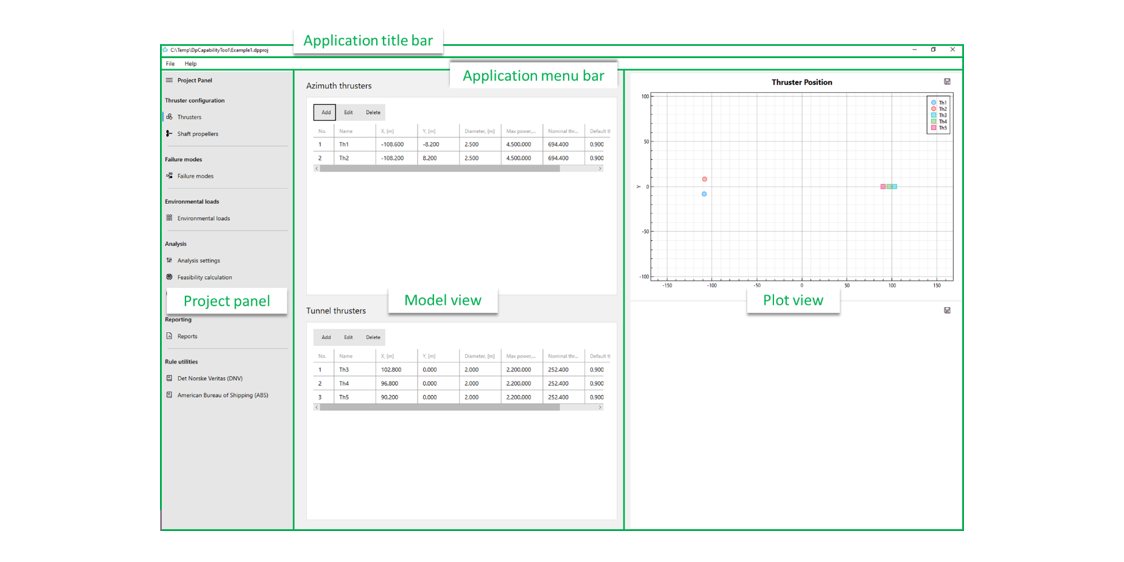 Application title bar
C:\Temp\DpCapabilityTool\Example1.dpproj
File Help
Application menu bar
Project Panel
Thruster configuration
Thrusters
Shaft propellers
Failure modes
Failure modes
Environmental loads
Environmental loads
Analysis
Analysis settings
Feasibility calculation
Project panel
Reporting
Reports
Rule utilities
Det Norske Veritas (DNV)
American Bureau of Shipping (ABS)
Azimuth thrusters
Add Edit Delete
No. Name X, [m] Y, [m] Diameter, [m] Max power,... Nominal thr... Default t
1 Th1 -108.600 -8.200 2.500 4.500.000 694.400 0.900
2 Th2 -108.200 8.200 2.500 4.500.000 694.400 0.900
Model view
Tunnel thrusters
Add Edit Delete
No. Name X, [m] Y, [m] Diameter, [m] Max power,... Nominal thr... Default t
1 Th3 102.800 0.000 2.000 2.200.000 252.400 0.900
2 Th4 96.800 0.000 2.000 2.200.000 252.400 0.900
3 Th5 90.200 0.000 2.000 2.200.000 252.400 0.900
Thruster Position
Th1
Th2
Th3
Th4
Th5
100
50
Y 0
-50
-100
-150 -100 -50 0 50 100 150
Plot view